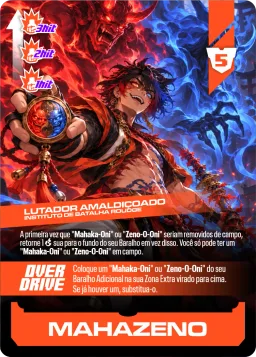 3hit
5
2hit
1hit
LUTADOR AMALDIÇOADO
INSTITUTO DE BATALHA ROUDOE
A primeira vez que "Mahaka-Oni" ou "Zeno-O-Oni" seriam removidos de campo,
retorne 1 sua para o fundo do seu Baralho em vez disso. Você só pode ter um
"Mahaka-Oni" ou "Zeno-O-Oni" em campo.
OVER
DRIVE
Coloque um "Mahaka-Oni" ou "Zeno-O-Oni" do seu
Baralho Adicional na sua Zona Extra virado para cima.
Se já houver um, substitua-o.
MAHAZENO